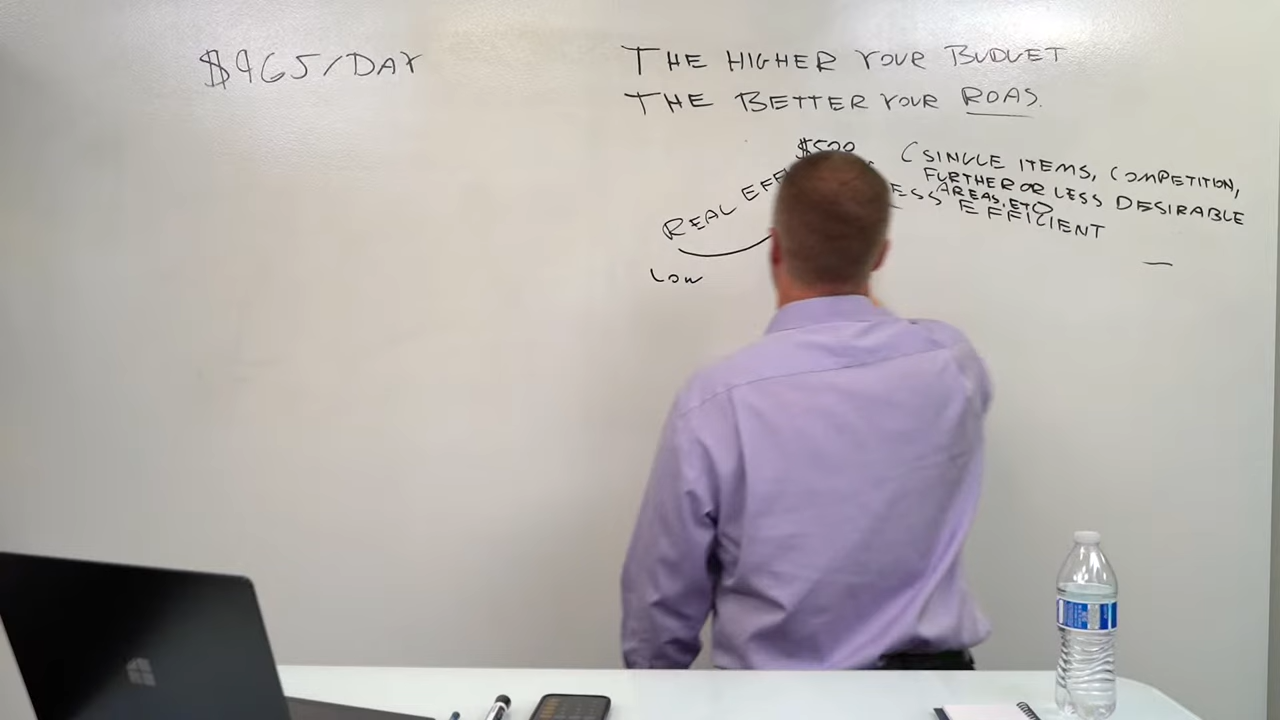 $965/DAY
THE HIGHER YOUR BUDGET
THE BETTER YOUR ROAS.
$500
(SINGLE ITEMS, COMPETITION,
FURTHER OR LESS DESIRABLE
AREAS, ETC)
EFFICIENT
REAL
LOW